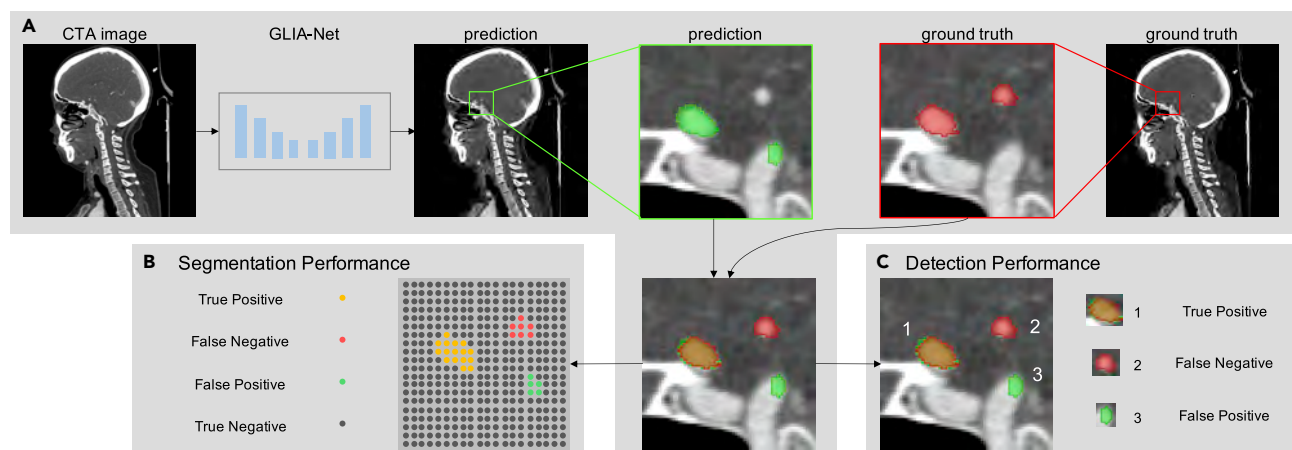 A
CTA image
GLIA-Net
prediction
prediction
ground truth
ground truth
B Segmentation Performance
True Positive
False Negative
False Positive
True Negative
C Detection Performance
1
2
3
1 True Positive
2 False Negative
3 False Positive